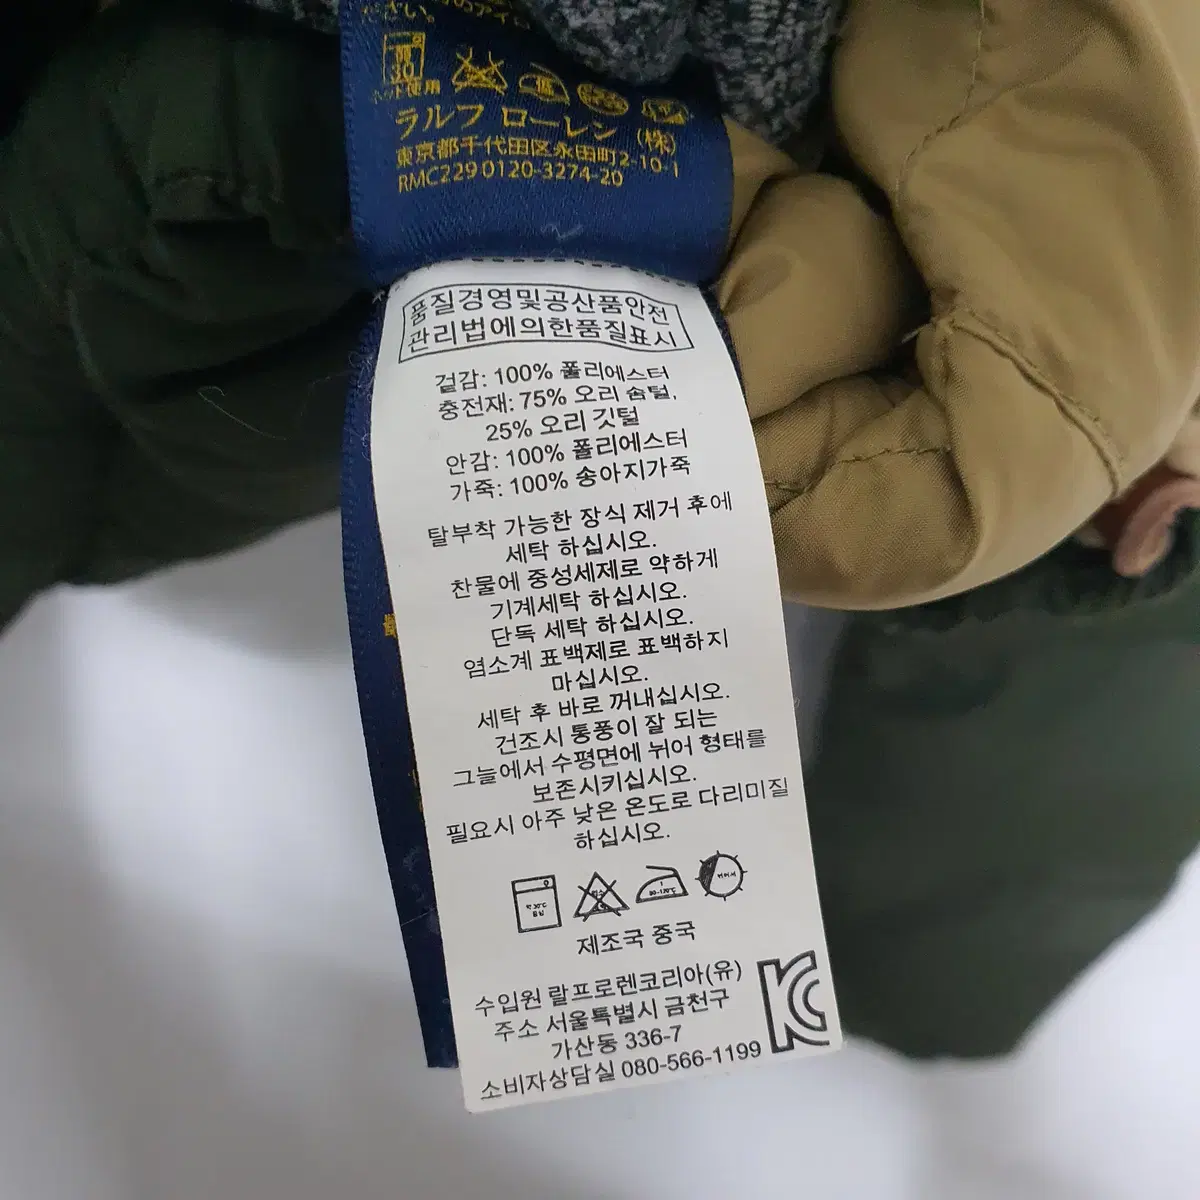 ださい。
ネット使用
ラルフ ローレン (株)
東京都千代田区永田町2-10-1
RMC229 0120-3274-20
품질경영및공산품안전
관리법에의한품질표시
겉감: 100% 폴리에스터
충전재: 75% 오리 솜털,
25% 오리 깃털
안감: 100% 폴리에스터
가죽: 100% 송아지가죽
탈부착 가능한 장식 제거 후에
세탁 하십시오.
찬물에 중성세제로 약하게
기계세탁 하십시오.
단독 세탁 하십시오.
염소계 표백제로 표백하지
마십시오.
세탁 후 바로 꺼내십시오.
건조시 통풍이 잘 되는
그늘에서 수평면에 뉘어 형태를
보존시키십시오.
필요시 아주 낮은 온도로 다리미질
하십시오.
제조국 중국
수입원 랄프로렌코리아(유)
주소 서울특별시 금천구
가산동 336-7
소비자상담실 080-566-1199